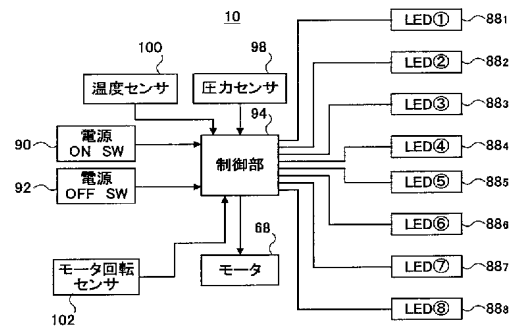 10
100
98
温度センサ
圧力センサ
94
90
電源
ON SW
92
電源
OFF SW
制御部
モータ回転
センサ
102
68
モータ
LED① 88₁
LED② 88₂
LED③ 88₃
LED④ 88₄
LED⑤ 88₅
LED⑥ 88₆
LED⑦ 88₇
LED⑧ 88₈